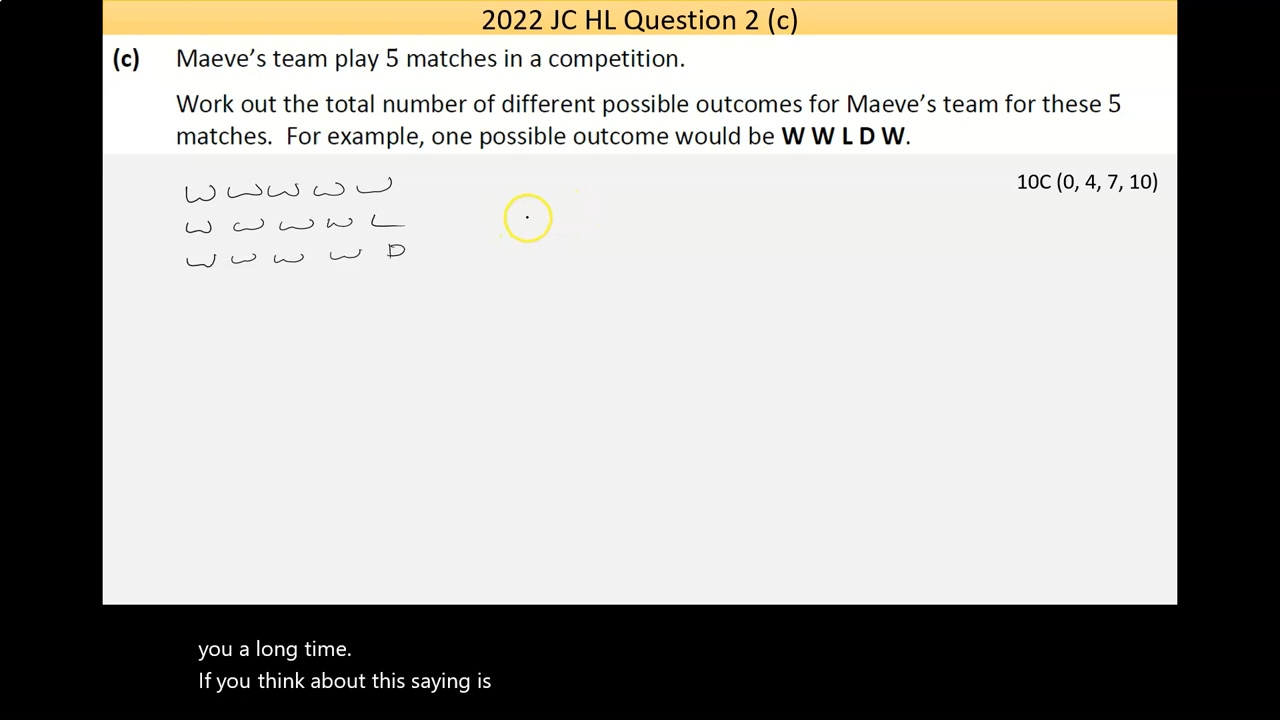 2022 JC HL Question 2 (c)
(c) Maeve's team play 5 matches in a competition.
Work out the total number of different possible outcomes for Maeve's team for these 5
matches. For example, one possible outcome would be W W L D W.
10C (0, 4, 7, 10)
W W W W W
W W W W L
W W W W D
you a long time.
If you think about this saying is